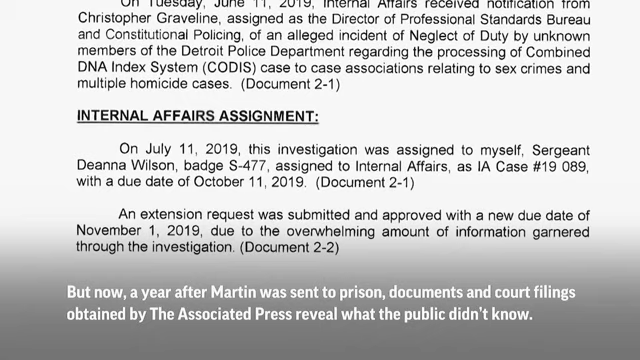 On Tuesday, June 11, 2019, Internal Affairs received notification from
Christopher Graveline, assigned as the Director of Professional Standards Bureau
and Constitutional Policing, of an alleged incident of Neglect of Duty by unknown
members of the Detroit Police Department regarding the processing of Combined
DNA Index System (CODIS) case to case associations relating to sex crimes and
multiple homicide cases. (Document 2-1)
INTERNAL AFFAIRS ASSIGNMENT:
On July 11, 2019, this investigation was assigned to myself, Sergeant
Deanna Wilson, badge S-477, assigned to Internal Affairs, as IA Case #19 089,
with a due date of October 11, 2019. (Document 2-1)
An extension request was submitted and approved with a new due date of
November 1, 2019, due to the overwhelming amount of information garnered
through the investigation. (Document 2-2)
But now, a year after Martin was sent to prison, documents and court filings
obtained by The Associated Press reveal what the public didn't know.